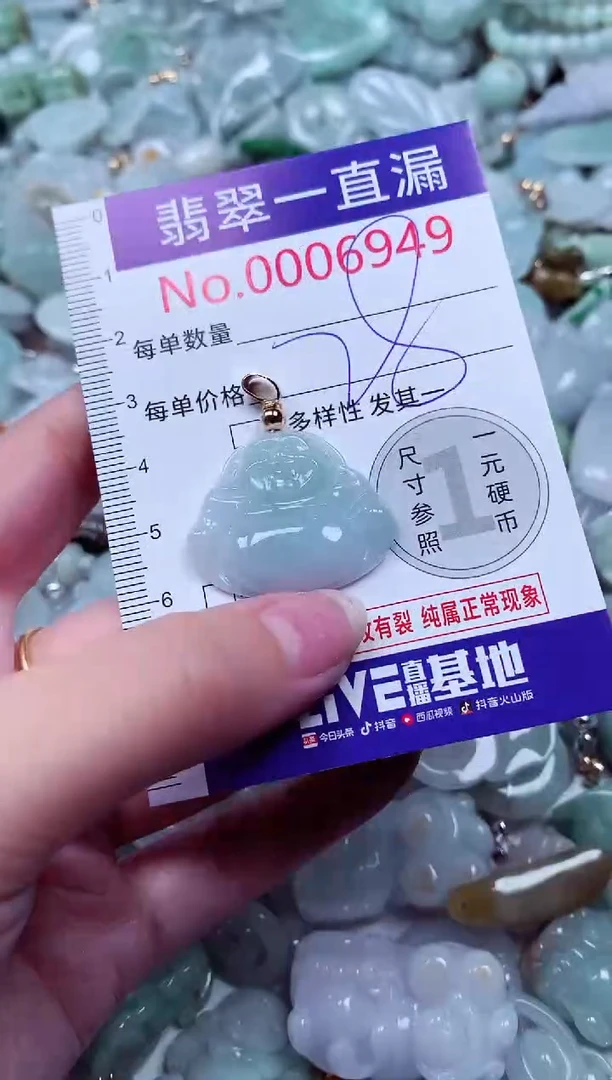 翡翠一直漏
No.0006949
每单数量
每单价格
28
多样性 发其一
1
一元硬币
尺寸参照
有裂 纯属正常现象
LIVE直播基地
今日头条 抖音 西瓜视频 抖音火山版
0
1
2
3
4
5
6